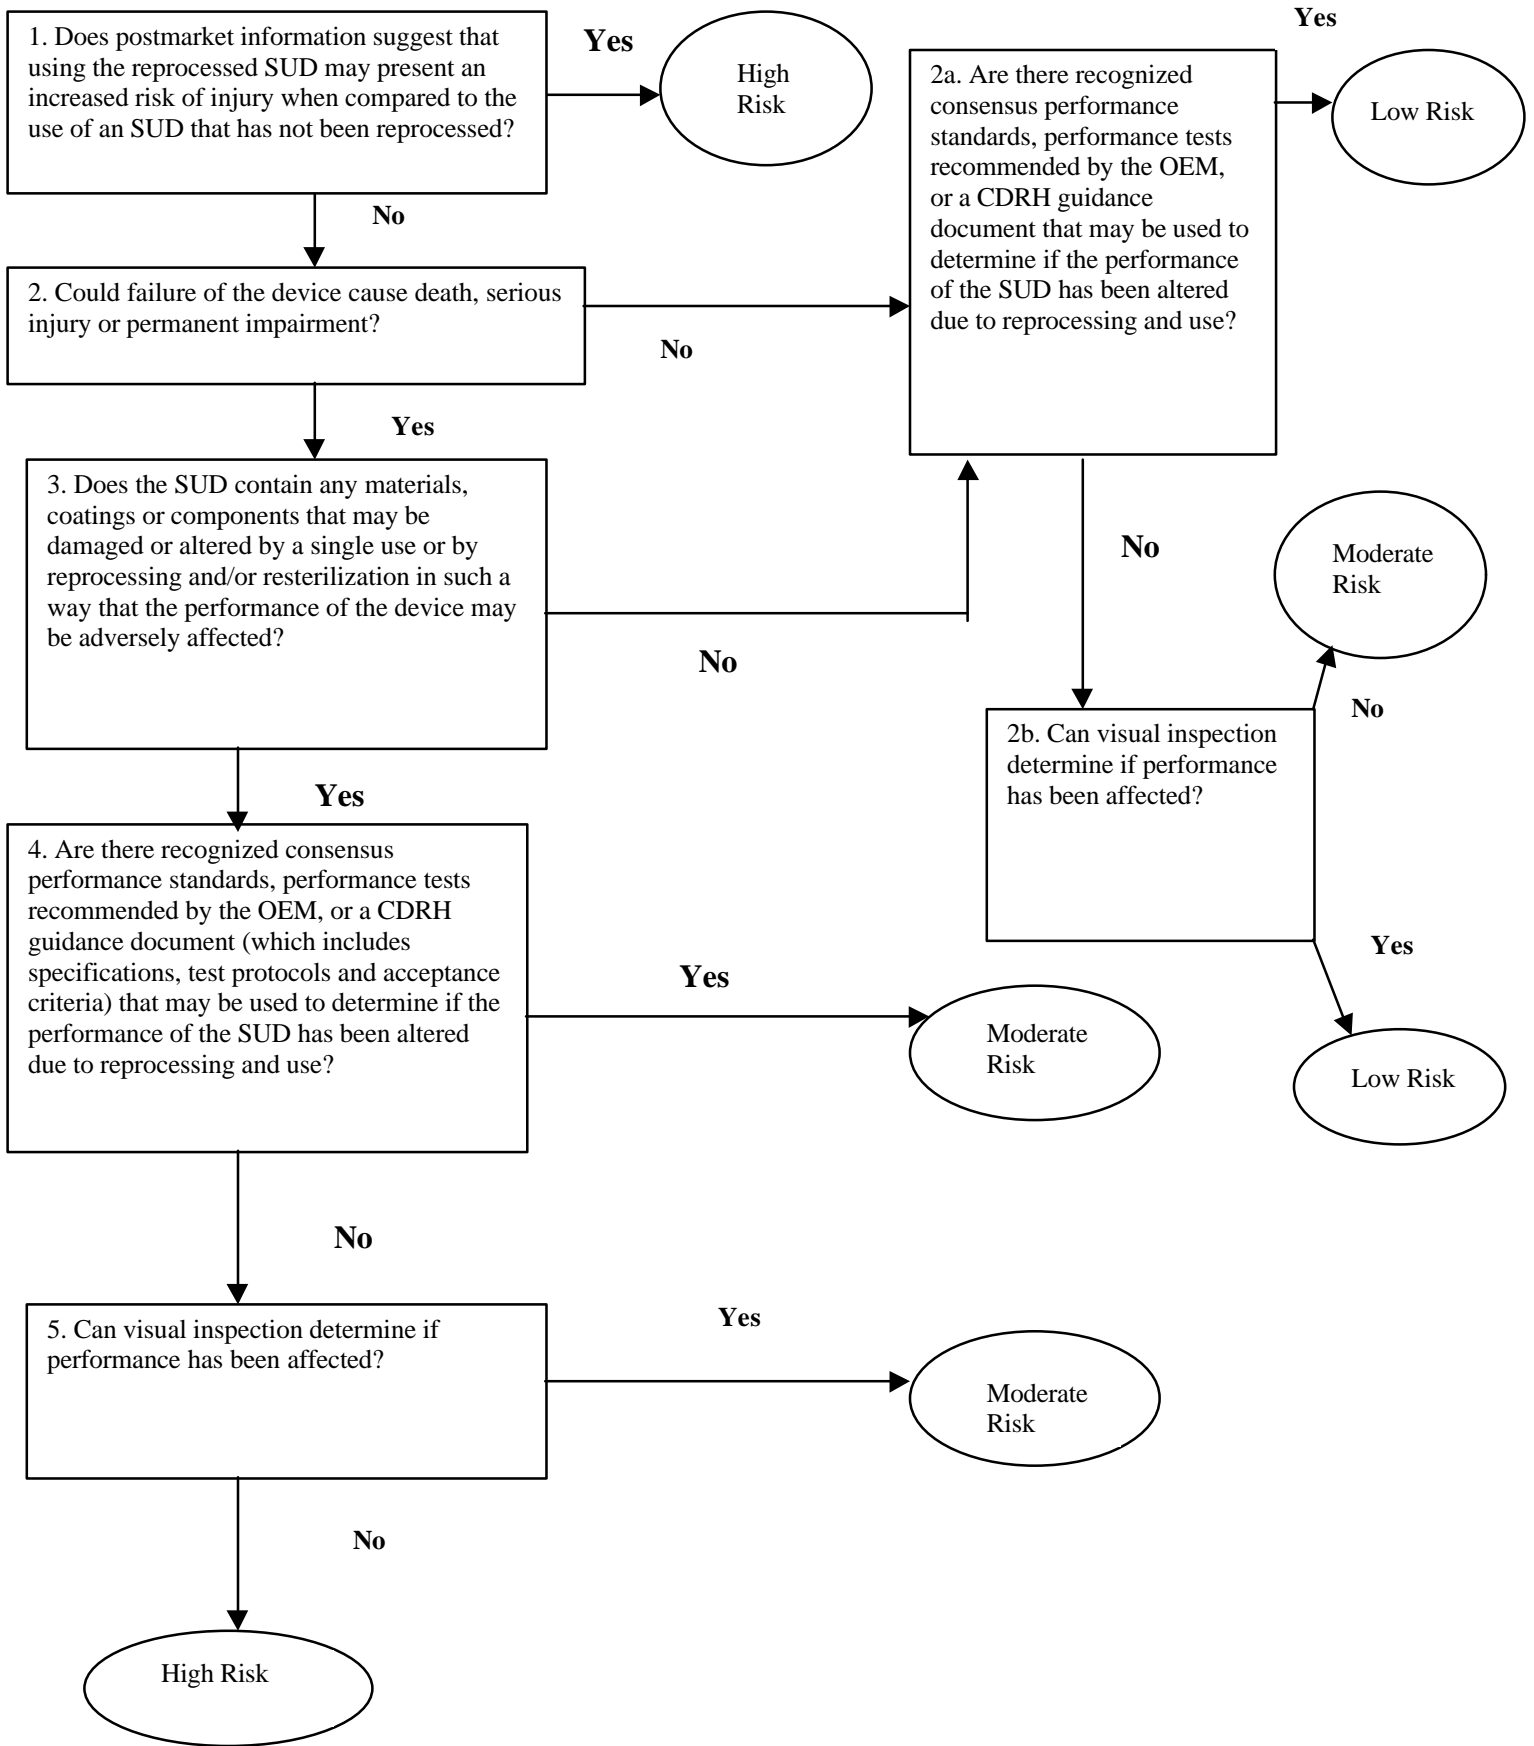 1. Does postmarket information suggest that
using the reprocessed SUD may present an
increased risk of injury when compared to the
use of an SUD that has not been reprocessed?
Yes
High
Risk
No
2. Could failure of the device cause death, serious
injury or permanent impairment?
No
Yes
2a. Are there recognized
consensus performance
standards, performance tests
recommended by the OEM,
or a CDRH guidance
document that may be used to
determine if the performance
of the SUD has been altered
due to reprocessing and use?
Yes
Low Risk
No
3. Does the SUD contain any materials,
coatings or components that may be
damaged or altered by a single use or by
reprocessing and/or resterilization in such a
way that the performance of the device may
be adversely affected?
No
Yes
2b. Can visual inspection
determine if performance
has been affected?
Moderate
Risk
No
Yes
Low Risk
4. Are there recognized consensus
performance standards, performance tests
recommended by the OEM, or a CDRH
guidance document (which includes
specifications, test protocols and acceptance
criteria) that may be used to determine if the
performance of the SUD has been altered
due to reprocessing and use?
Yes
Moderate
Risk
No
5. Can visual inspection determine if
performance has been affected?
Yes
Moderate
Risk
No
High Risk